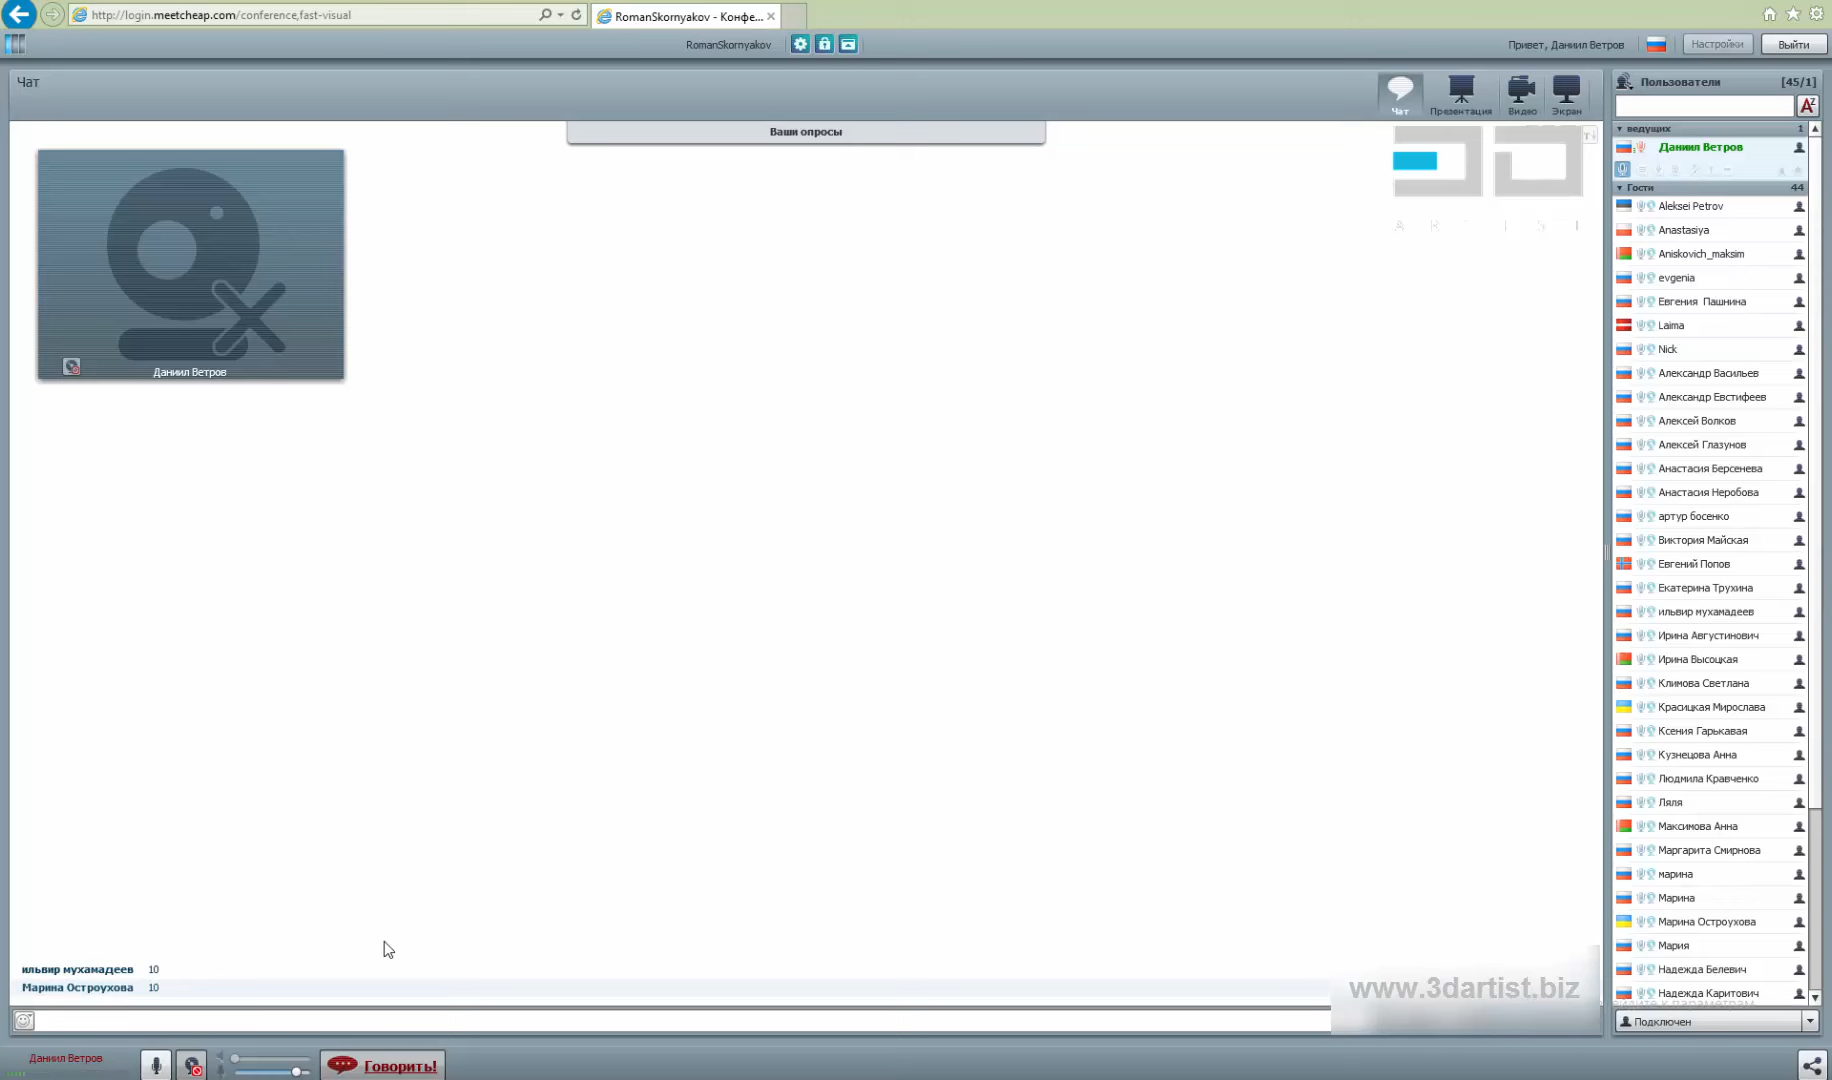 http://login.meetcheap.com/conference,fast-visual
RomanSkornyakov - Конфе...
RomanSkornyakov
Привет, Даниил Ветров
Настройки
Выйти
Чат
Чат
Презентация
Видео
Экран
Ваши опросы
Даниил Ветров
Пользователи
[45/1]
ведущих 1
Даниил Ветров
Гости 44
Aleksei Petrov
Anastasiya
Aniskovich_maksim
evgenia
Евгения Пашнина
Laima
Nick
Александр Васильев
Александр Евстифеев
Алексей Волков
Алексей Глазунов
Анастасия Берсенева
Анастасия Неробова
артур босенко
Виктория Майская
Евгений Попов
Екатерина Трухина
ильвир мухамадеев
Ирина Августинович
Ирина Высоцкая
Климова Светлана
Красицкая Мирослава
Ксения Гарькавая
Кузнецова Анна
Людмила Кравченко
Ляля
Максимова Анна
Маргарита Смирнова
марина
Марина
Марина Остроухова
Мария
Надежда Белевич
Надежда Каритович
Подключен
ильвир мухамадеев 10
Марина Остроухова 10
www.3dartist.biz
Даниил Ветров
Говорить!